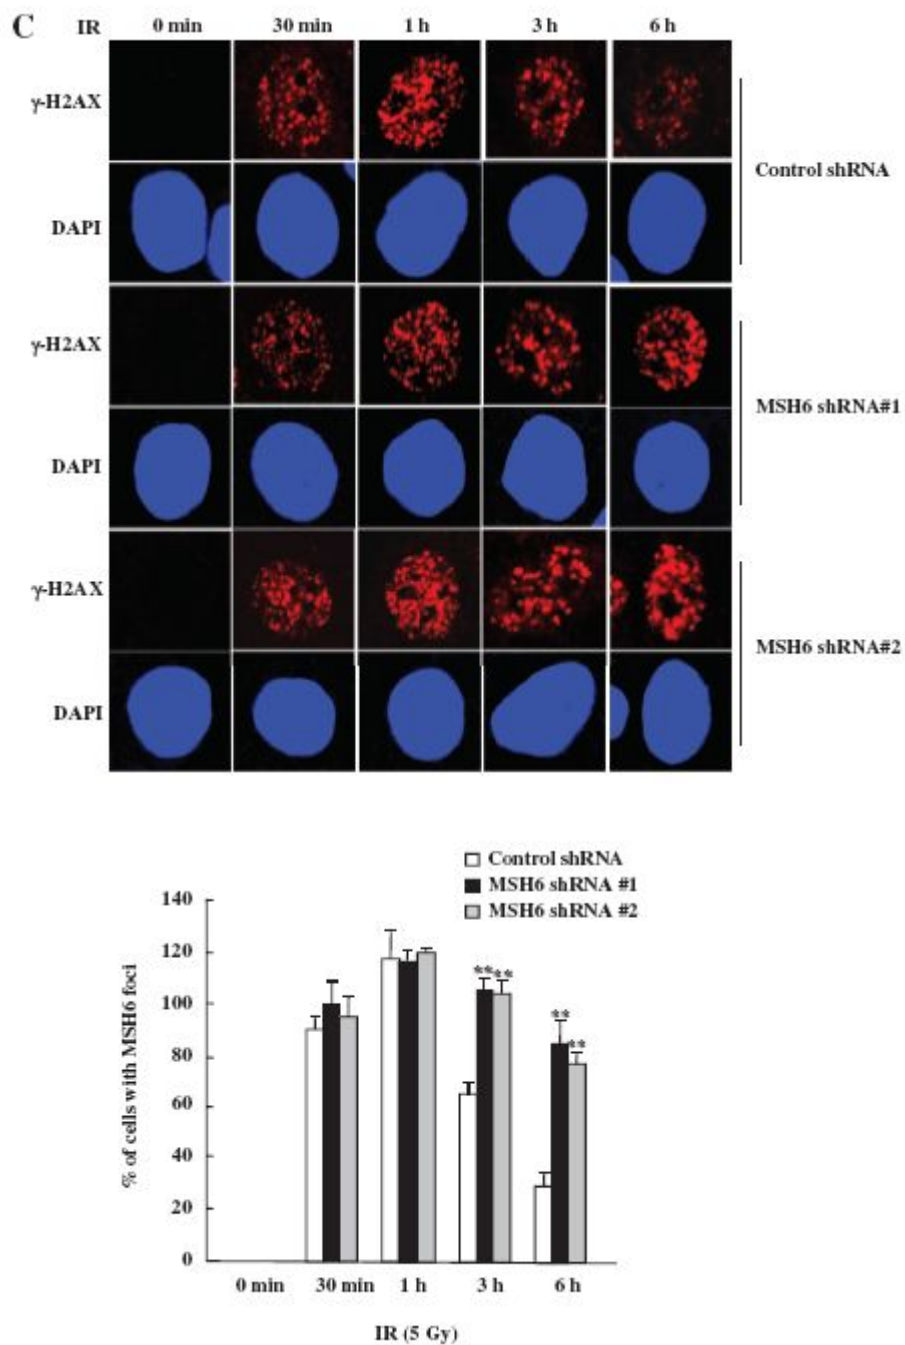 C IR 0 min 30 min 1 h 3 h 6 h
γ-H2AX
Control shRNA
DAPI
γ-H2AX
MSH6 shRNA#1
DAPI
γ-H2AX
MSH6 shRNA#2
DAPI
Control shRNA
MSH6 shRNA #1
MSH6 shRNA #2
% of cells with MSH6 foci
140
120
100
80
60
40
20
0
** **
** **
0 min 30 min 1 h 3 h 6 h
IR (5 Gy)